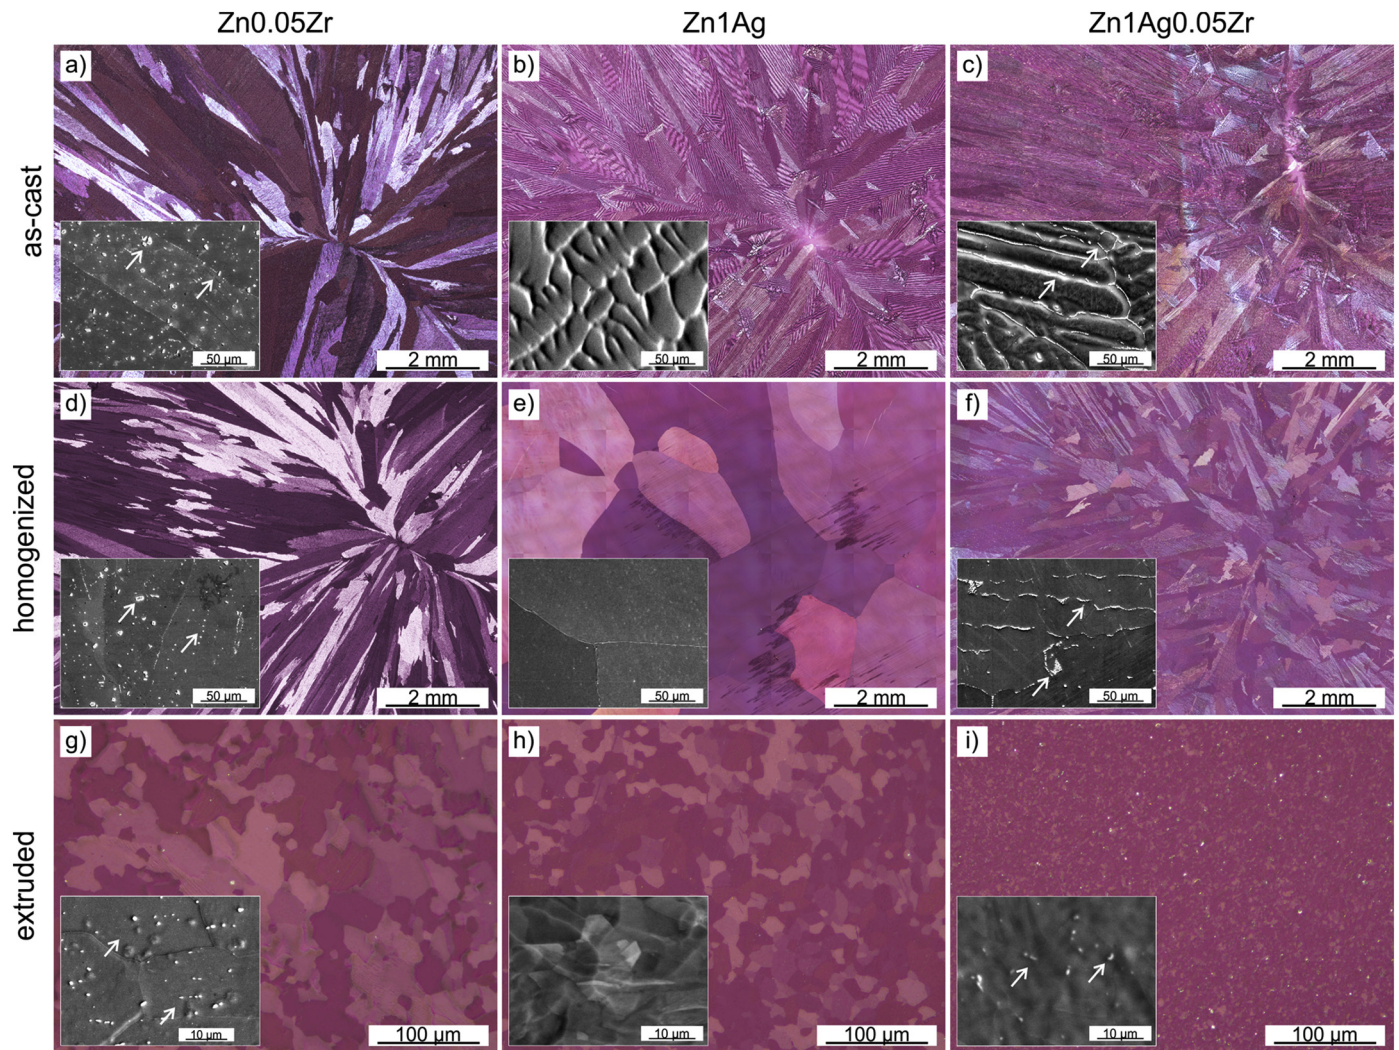 Zn0.05Zr Zn1Ag Zn1Ag0.05Zr
as-cast
a) b) c)
50 µm 2 mm 50 µm 2 mm 50 µm 2 mm
homogenized
d) e) f)
50 µm 2 mm 50 µm 2 mm 50 µm 2 mm
extruded
g) h) i)
10 µm 100 µm 10 µm 100 µm 10 µm 100 µm